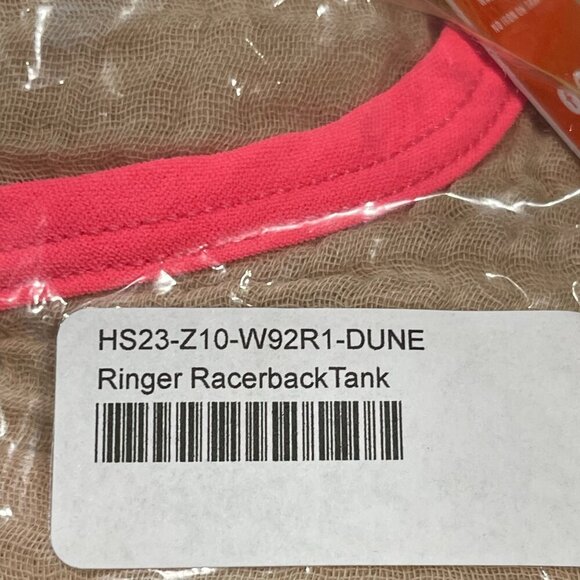 HS23-Z10-W92R1-DUNE
Ringer RacerbackTank